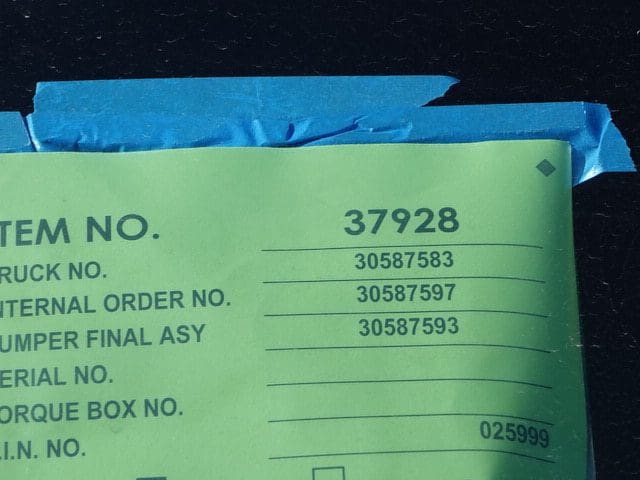 TEM NO. 37928
RUCK NO. 30587583
NTERNAL ORDER NO. 30587597
UMPER FINAL ASY 30587593
ERIAL NO.
ORQUE BOX NO.
.I.N. NO. 025999